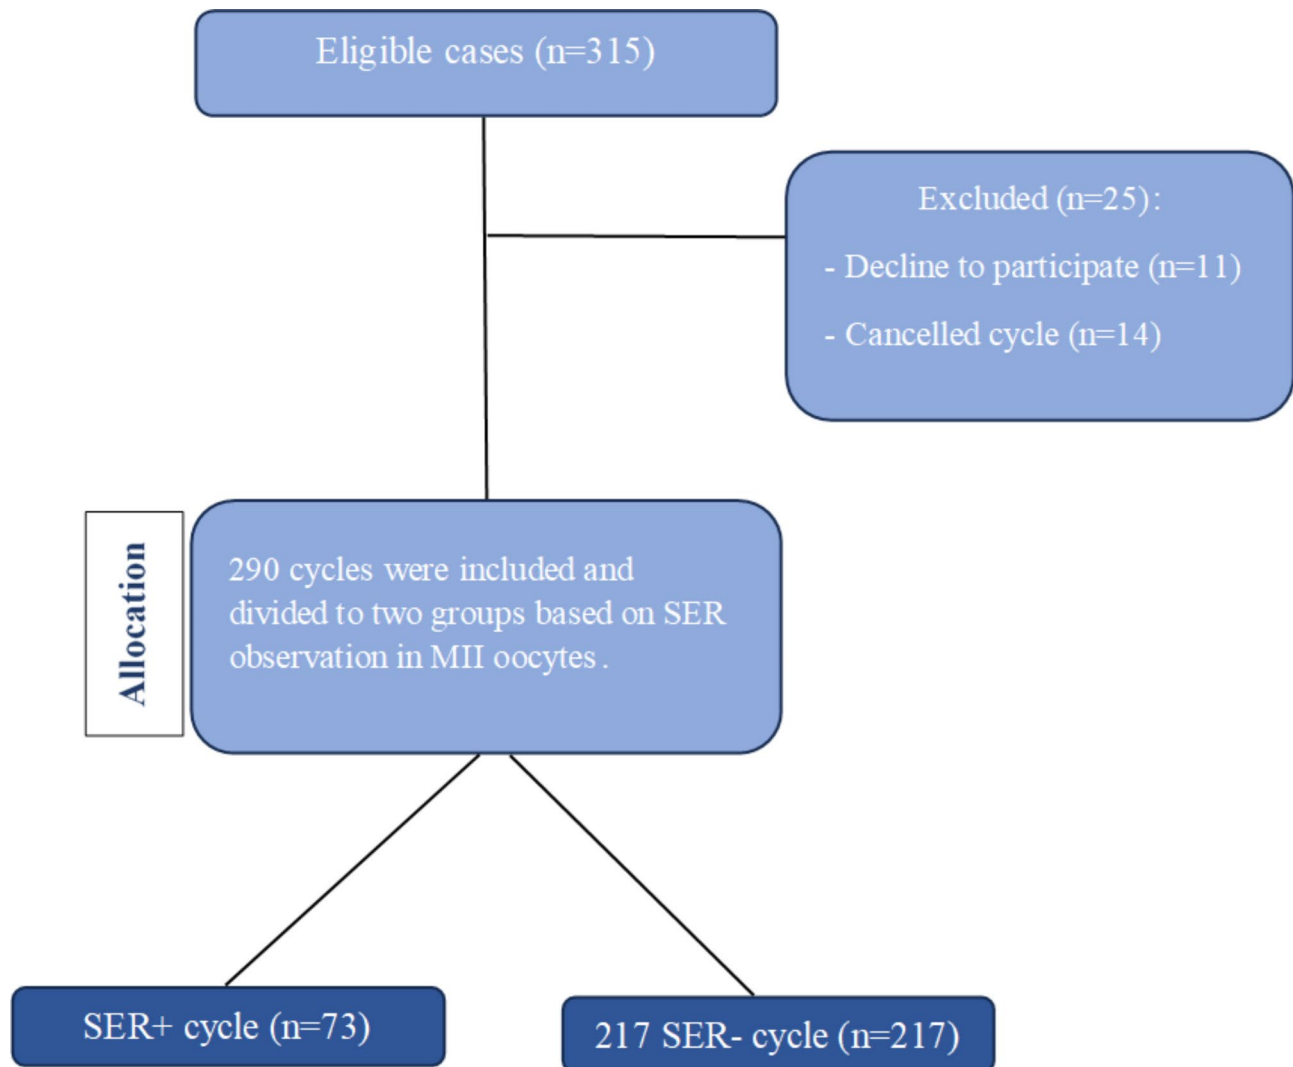 Eligible cases (n=315)
Excluded (n=25):
- Decline to participate (n=11)
- Cancelled cycle (n=14)
Allocation
290 cycles were included and
divided to two groups based on SER
observation in MII oocytes.
SER+ cycle (n=73)
217 SER- cycle (n=217)